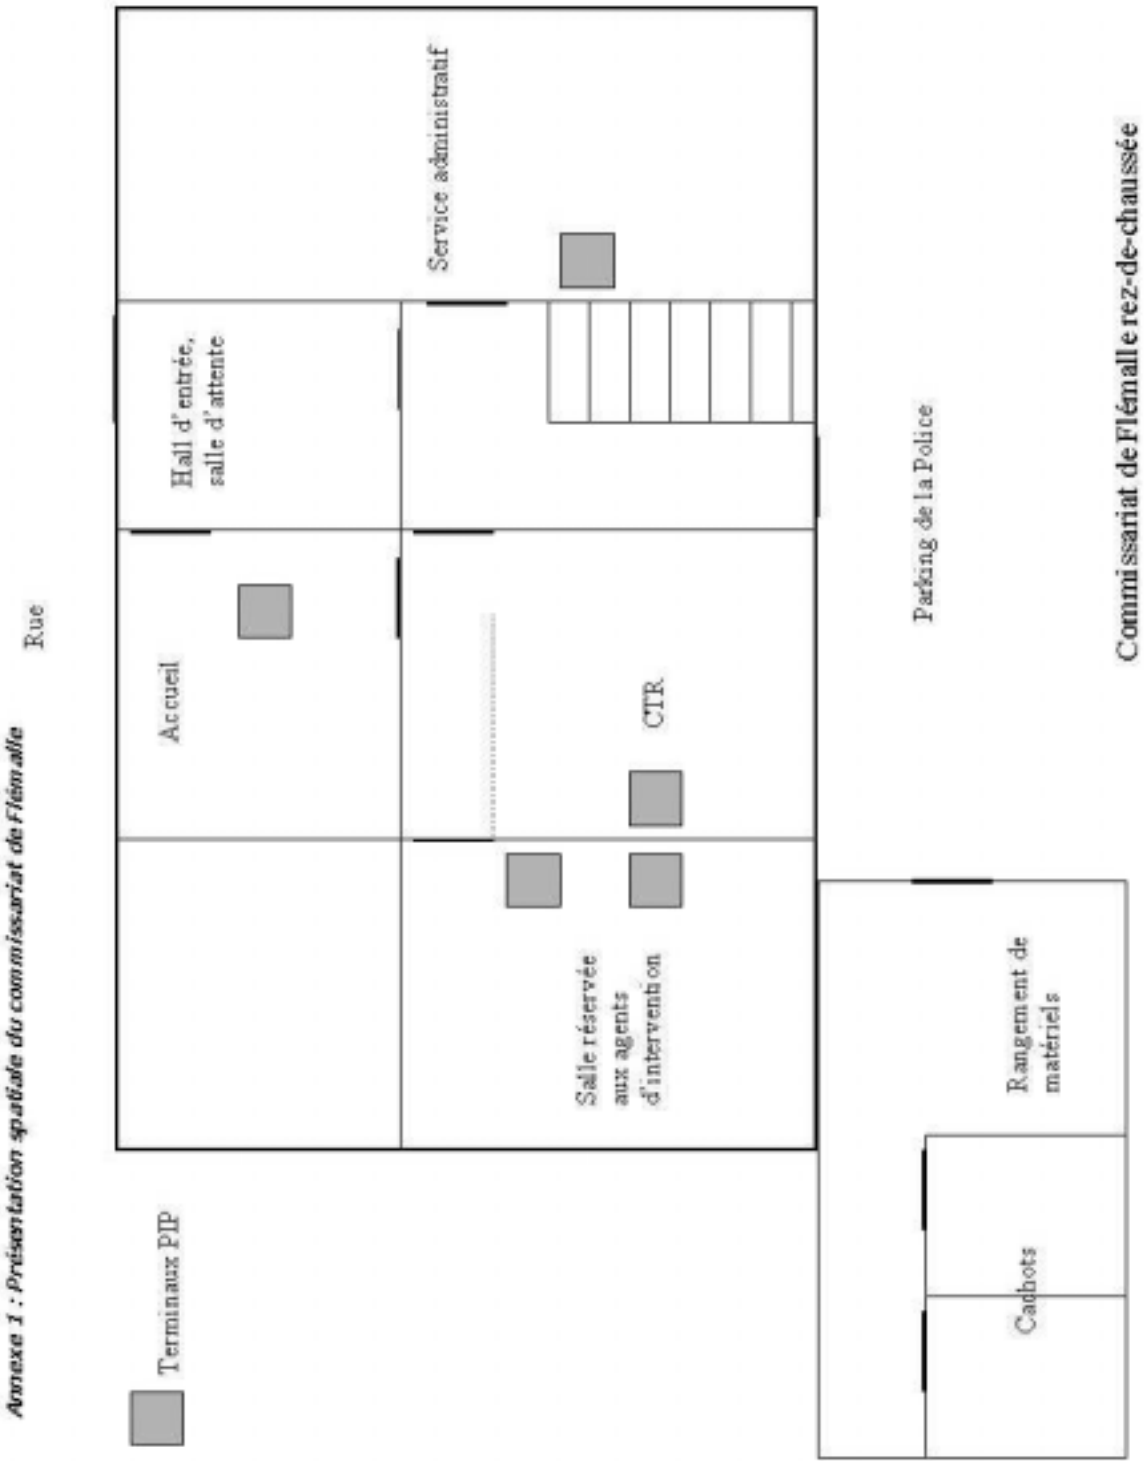 Annexe 1 : Présentation spatiale du commissariat de Flémalle
Rue
Terminaux PIP
Accueil
Hall d'entrée,
salle d'attente
Service administratif
Salle réservée
aux agents
d'intervention
CTR
Parking de la Police
Cachots
Rangement de
matériels
Commissariat de Flémalle rez-de-chaussée